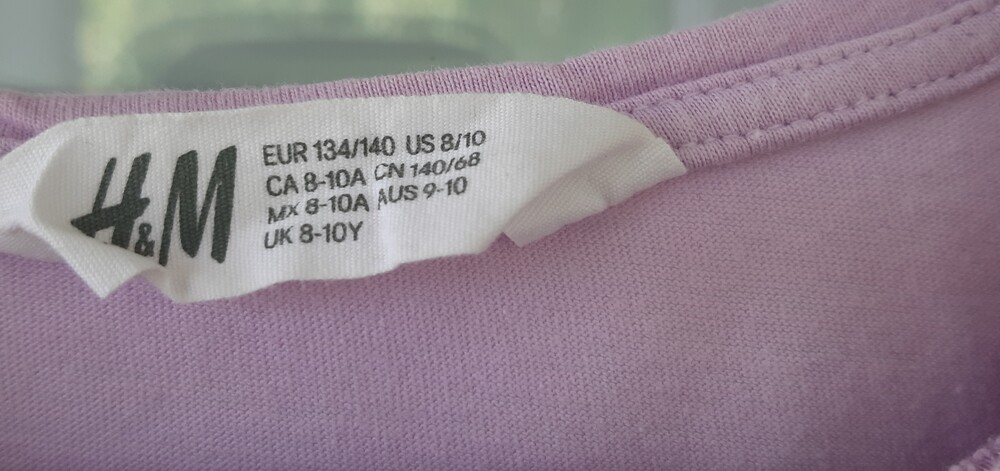 H&M
EUR 134/140 US 8/10
CA 8-10A CN 140/68
MX 8-10A AUS 9-10
UK 8-10Y